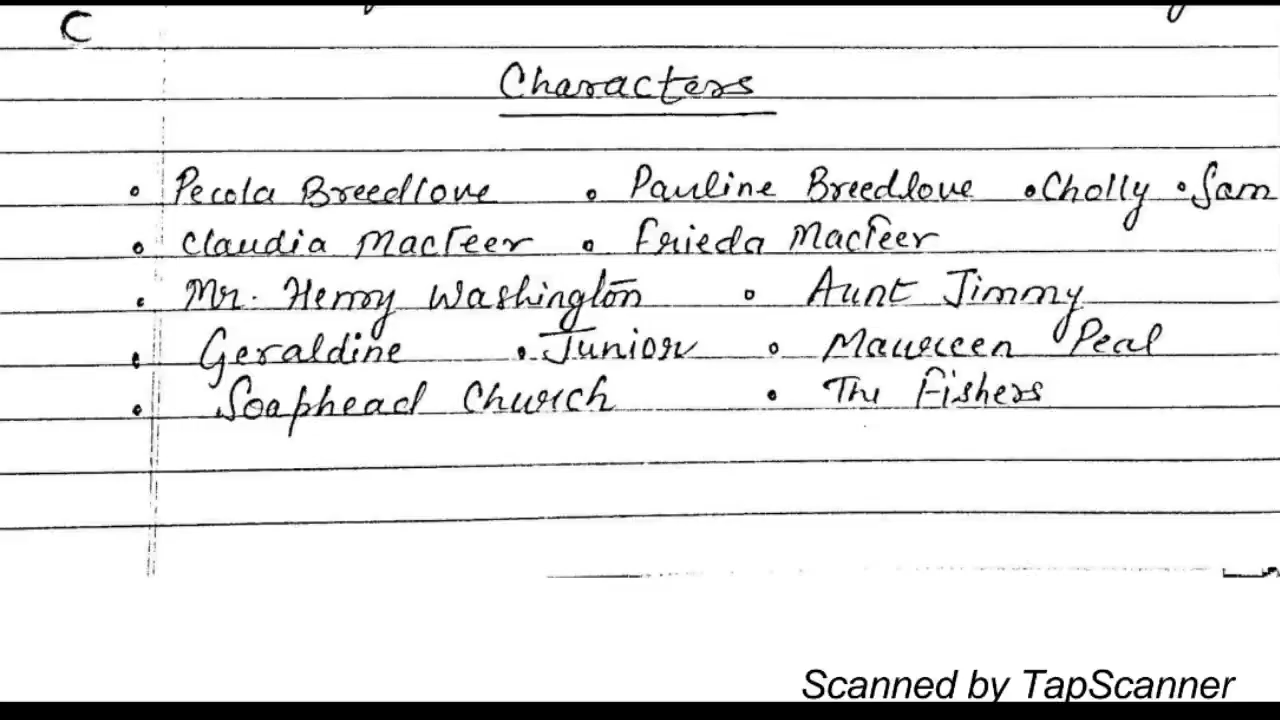 C
Characters
• Pecola Breedlove • Pauline Breedlove • Cholly • Sam
• Claudia MacTeer • Frieda MacTeer
• Mr. Henry Washington • Aunt Jimmy
• Geraldine • Junior • Maureen Peal
• Soaphead Church • The Fishers
Scanned by TapScanner